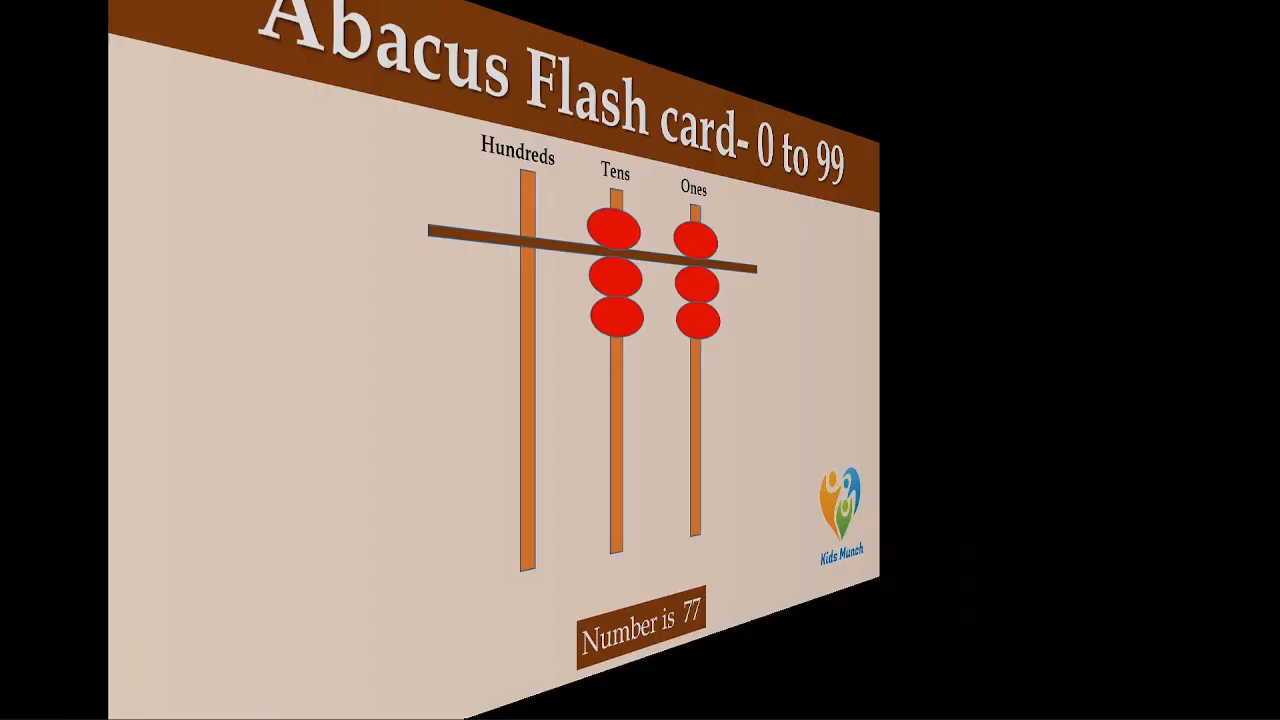 Abacus Flash card- 0 to 99
Hundreds
Tens
Ones
Kids Munch
Number is 77